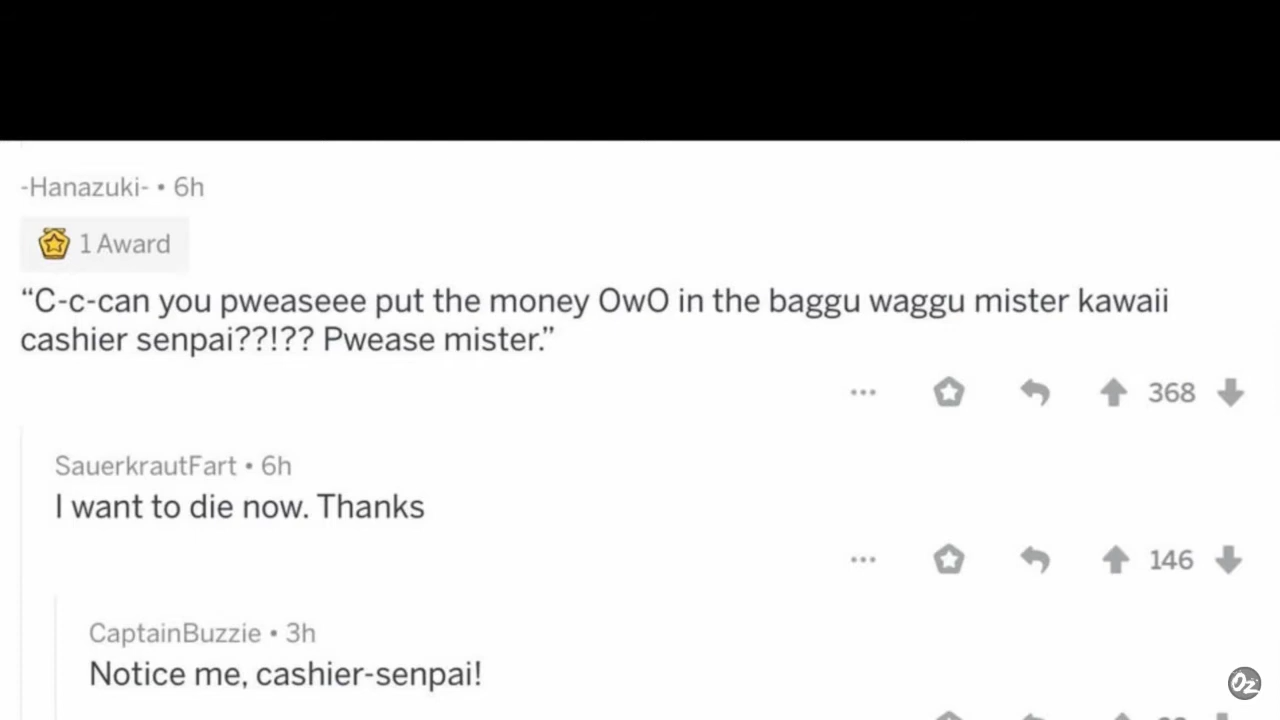 -Hanazuki- • 6h
1 Award
“C-c-can you pweaseee put the money OwO in the baggu waggu mister kawaii
cashier senpai??!?? Pwease mister.”
368
SauerkrautFart • 6h
I want to die now. Thanks
146
CaptainBuzzie • 3h
Notice me, cashier-senpai!
Oz